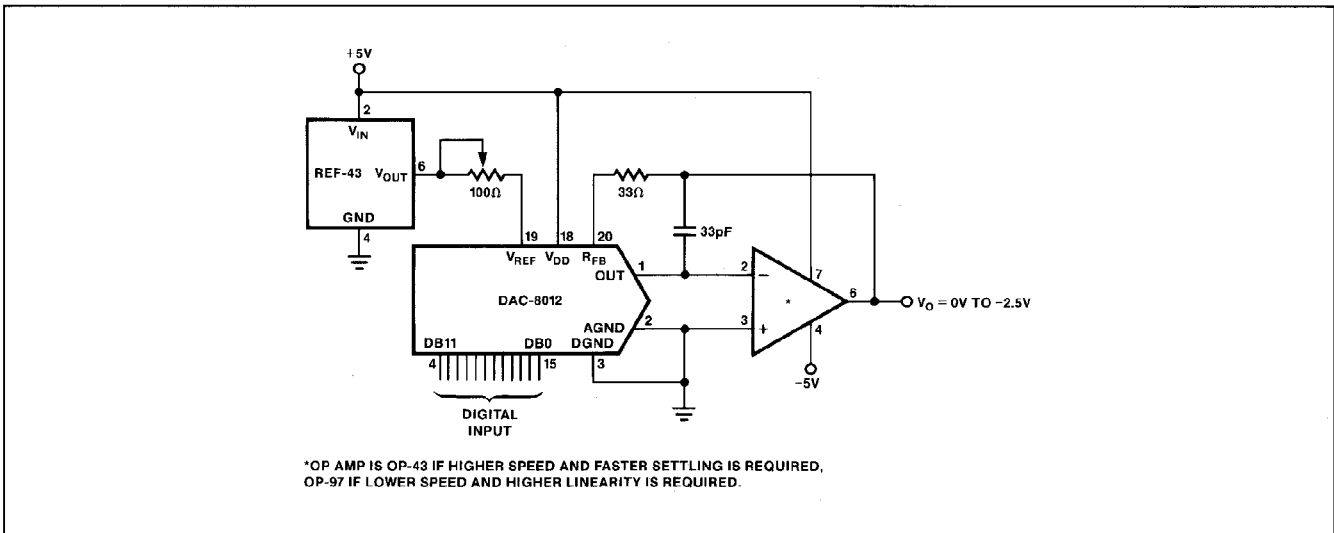 +5V
2
V_IN
REF-43 V_OUT
6
GND
4
100Ω
33Ω
33pF
19 18 20
V_REF V_DD R_FB
OUT
1
DAC-8012
AGND
2
DB11 DB0 DGND
4 15 3
DIGITAL
INPUT
2 −
7
*
6
3 +
4
−5V
V_O = 0V TO −2.5V
*OP AMP IS OP-43 IF HIGHER SPEED AND FASTER SETTLING IS REQUIRED,
OP-97 IF LOWER SPEED AND HIGHER LINEARITY IS REQUIRED.